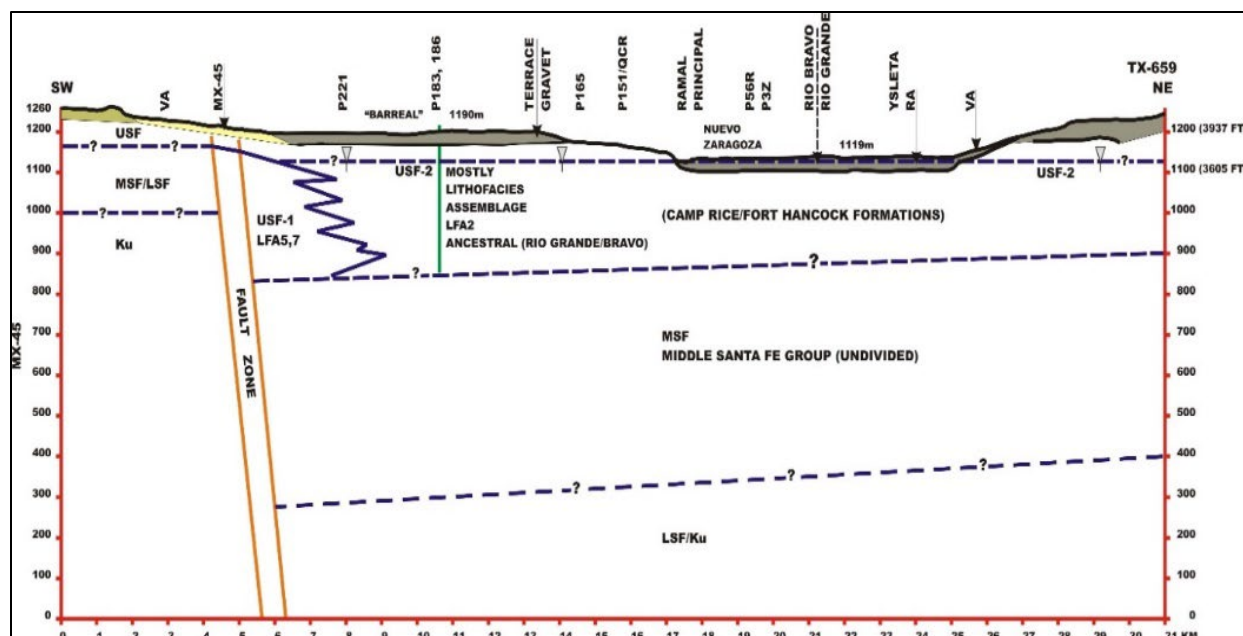 SW
VA
MX-45
P221
"BARREAL"
P183, 186
1190m
TERRACE
GRAVET
P165
P151/QCR
RAMAL
PRINCIPAL
P56R
P3Z
RIO BRAVO
RIO GRANDE
YSLETA
RA
VA
TX-659
NE
1260
1200
1100
1000
900
800
700
600
500
400
300
200
100
0
MX-45
USF
?
?
?
MSF/LSF
?
?
?
Ku
FAULT ZONE
USF-1
LFA5,7
?
USF-2
MOSTLY
LITHOFACIES
ASSEMBLAGE
LFA2
ANCESTRAL (RIO GRANDE/BRAVO)
NUEVO
ZARAGOZA
1119m
(CAMP RICE/FORT HANCOCK FORMATIONS)
USF-2
?
?
?
MSF
MIDDLE SANTA FE GROUP (UNDIVIDED)
?
?
?
?
LSF/Ku
1200 (3937 FT)
1100 (3605 FT)
1000
900
800
700
600
500
400
300
200
100
0
0 1 2 3 4 5 6 7 8 9 10 11 12 13 14 15 16 17 18 19 20 21 22 23 24 25 26 27 28 29 30 31 KM